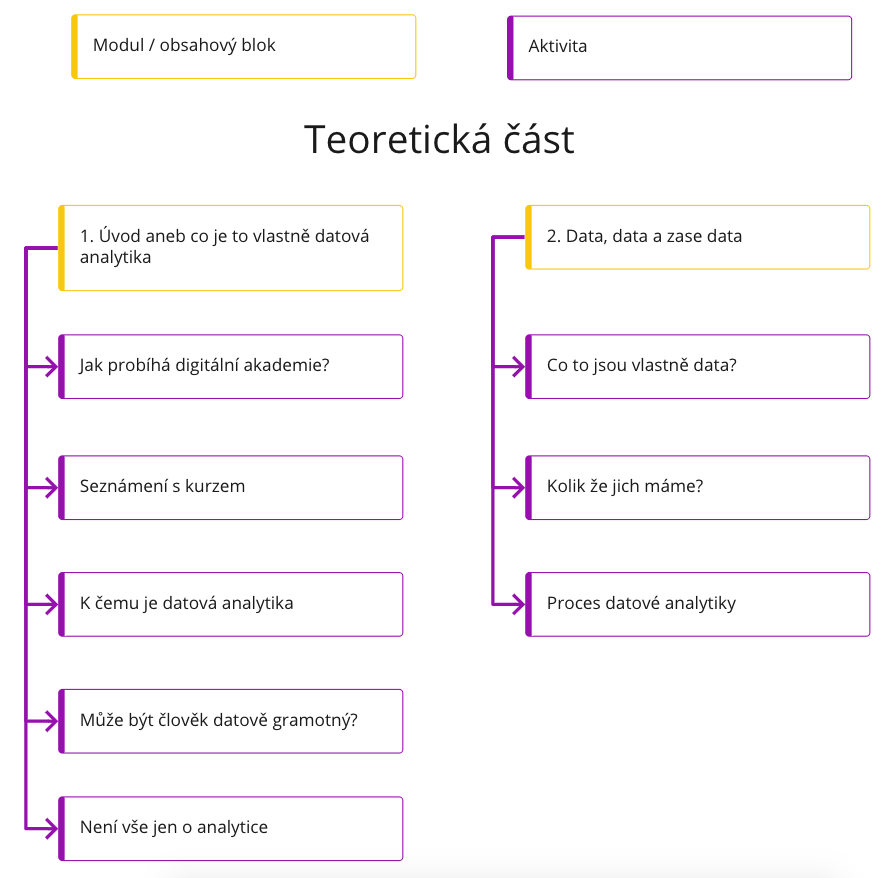 Modul / obsahový blok
Aktivita
Teoretická část
1. Úvod aneb co je to vlastně datová
analytika
Jak probíhá digitální akademie?
Seznámení s kurzem
K čemu je datová analytika
Může být člověk datově gramotný?
Není vše jen o analytice
2. Data, data a zase data
Co to jsou vlastně data?
Kolik že jich máme?
Proces datové analytiky